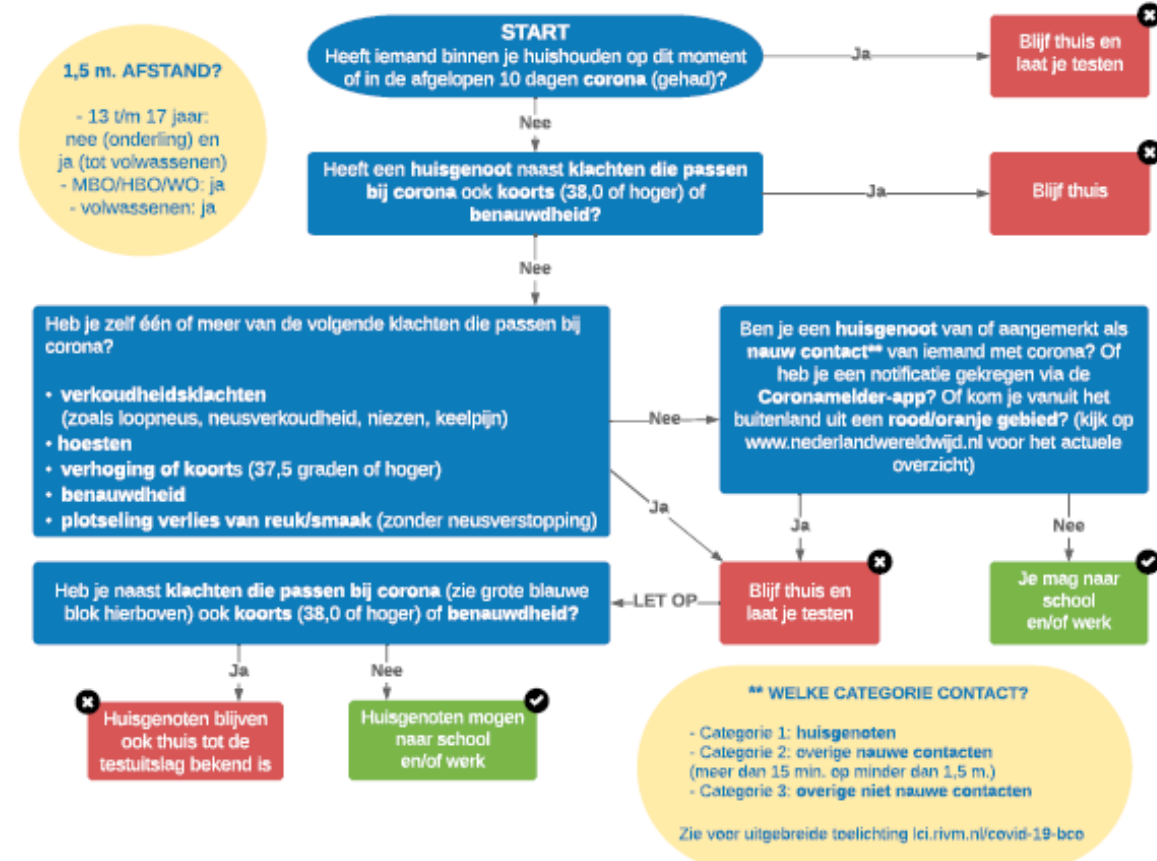 START
Heeft iemand binnen je huishouden op dit moment
of in de afgelopen 10 dagen corona (gehad)?
Ja
Blijf thuis en
laat je testen
1,5 m. AFSTAND?
- 13 t/m 17 jaar:
nee (onderling) en
ja (tot volwassenen)
- MBO/HBO/WO: ja
- volwassenen: ja
Nee
Heeft een huisgenoot naast klachten die passen
bij corona ook koorts (38,0 of hoger) of
benauwdheid?
Ja
Blijf thuis
Nee
Heb je zelf één of meer van de volgende klachten die passen bij
corona?
• verkoudheidsklachten
(zoals loopneus, neusverkoudheid, niezen, keelpijn)
• hoesten
• verhoging of koorts (37,5 graden of hoger)
• benauwdheid
• plotseling verlies van reuk/smaak (zonder neusverstopping)
Nee
Ja
Ben je een huisgenoot van of aangemerkt als
nauw contact** van iemand met corona? Of
heb je een notificatie gekregen via de
Coronamelder-app? Of kom je vanuit het
buitenland uit een rood/oranje gebied? (kijk op
www.nederlandwereldwijd.nl voor het actuele
overzicht)
Ja
Nee
Blijf thuis en
laat je testen
Je mag naar
school
en/of werk
LET OP
Heb je naast klachten die passen bij corona (zie grote blauwe
blok hierboven) ook koorts (38,0 of hoger) of benauwdheid?
Ja
Nee
Huisgenoten blijven
ook thuis tot de
testuitslag bekend is
Huisgenoten mogen
naar school
en/of werk
** WELKE CATEGORIE CONTACT?
- Categorie 1: huisgenoten
- Categorie 2: overige nauwe contacten
(meer dan 15 min. op minder dan 1,5 m.)
- Categorie 3: overige niet nauwe contacten
Zie voor uitgebreide toelichting lci.rivm.nl/covid-19-bco